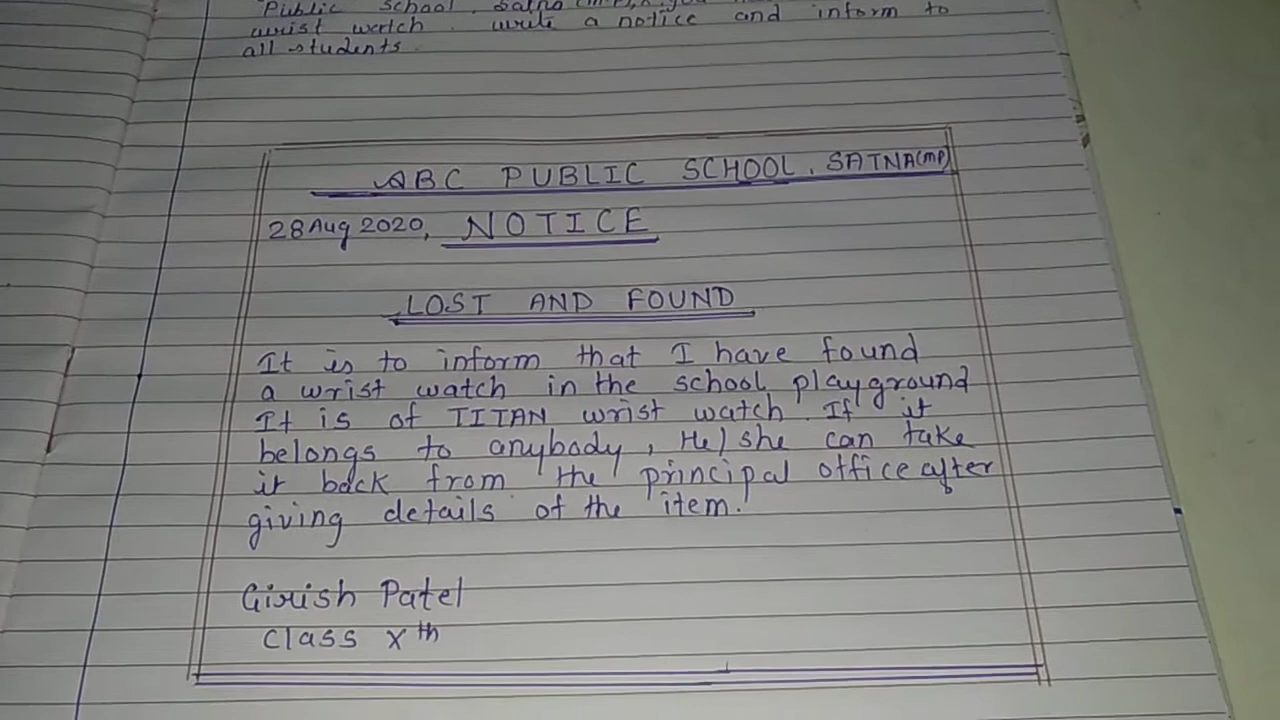 Public School. Satna
wrist watch. write a notice and inform to
all students
ABC PUBLIC SCHOOL. SATNA(MP)
28 Aug 2020, NOTICE
LOST AND FOUND
It is to inform that I have found
a wrist watch in the school playground
It is of TITAN wrist watch. If it
belongs to anybody, He/she can take
it back from the principal office after
giving details of the item.
Girish Patel
Class Xth